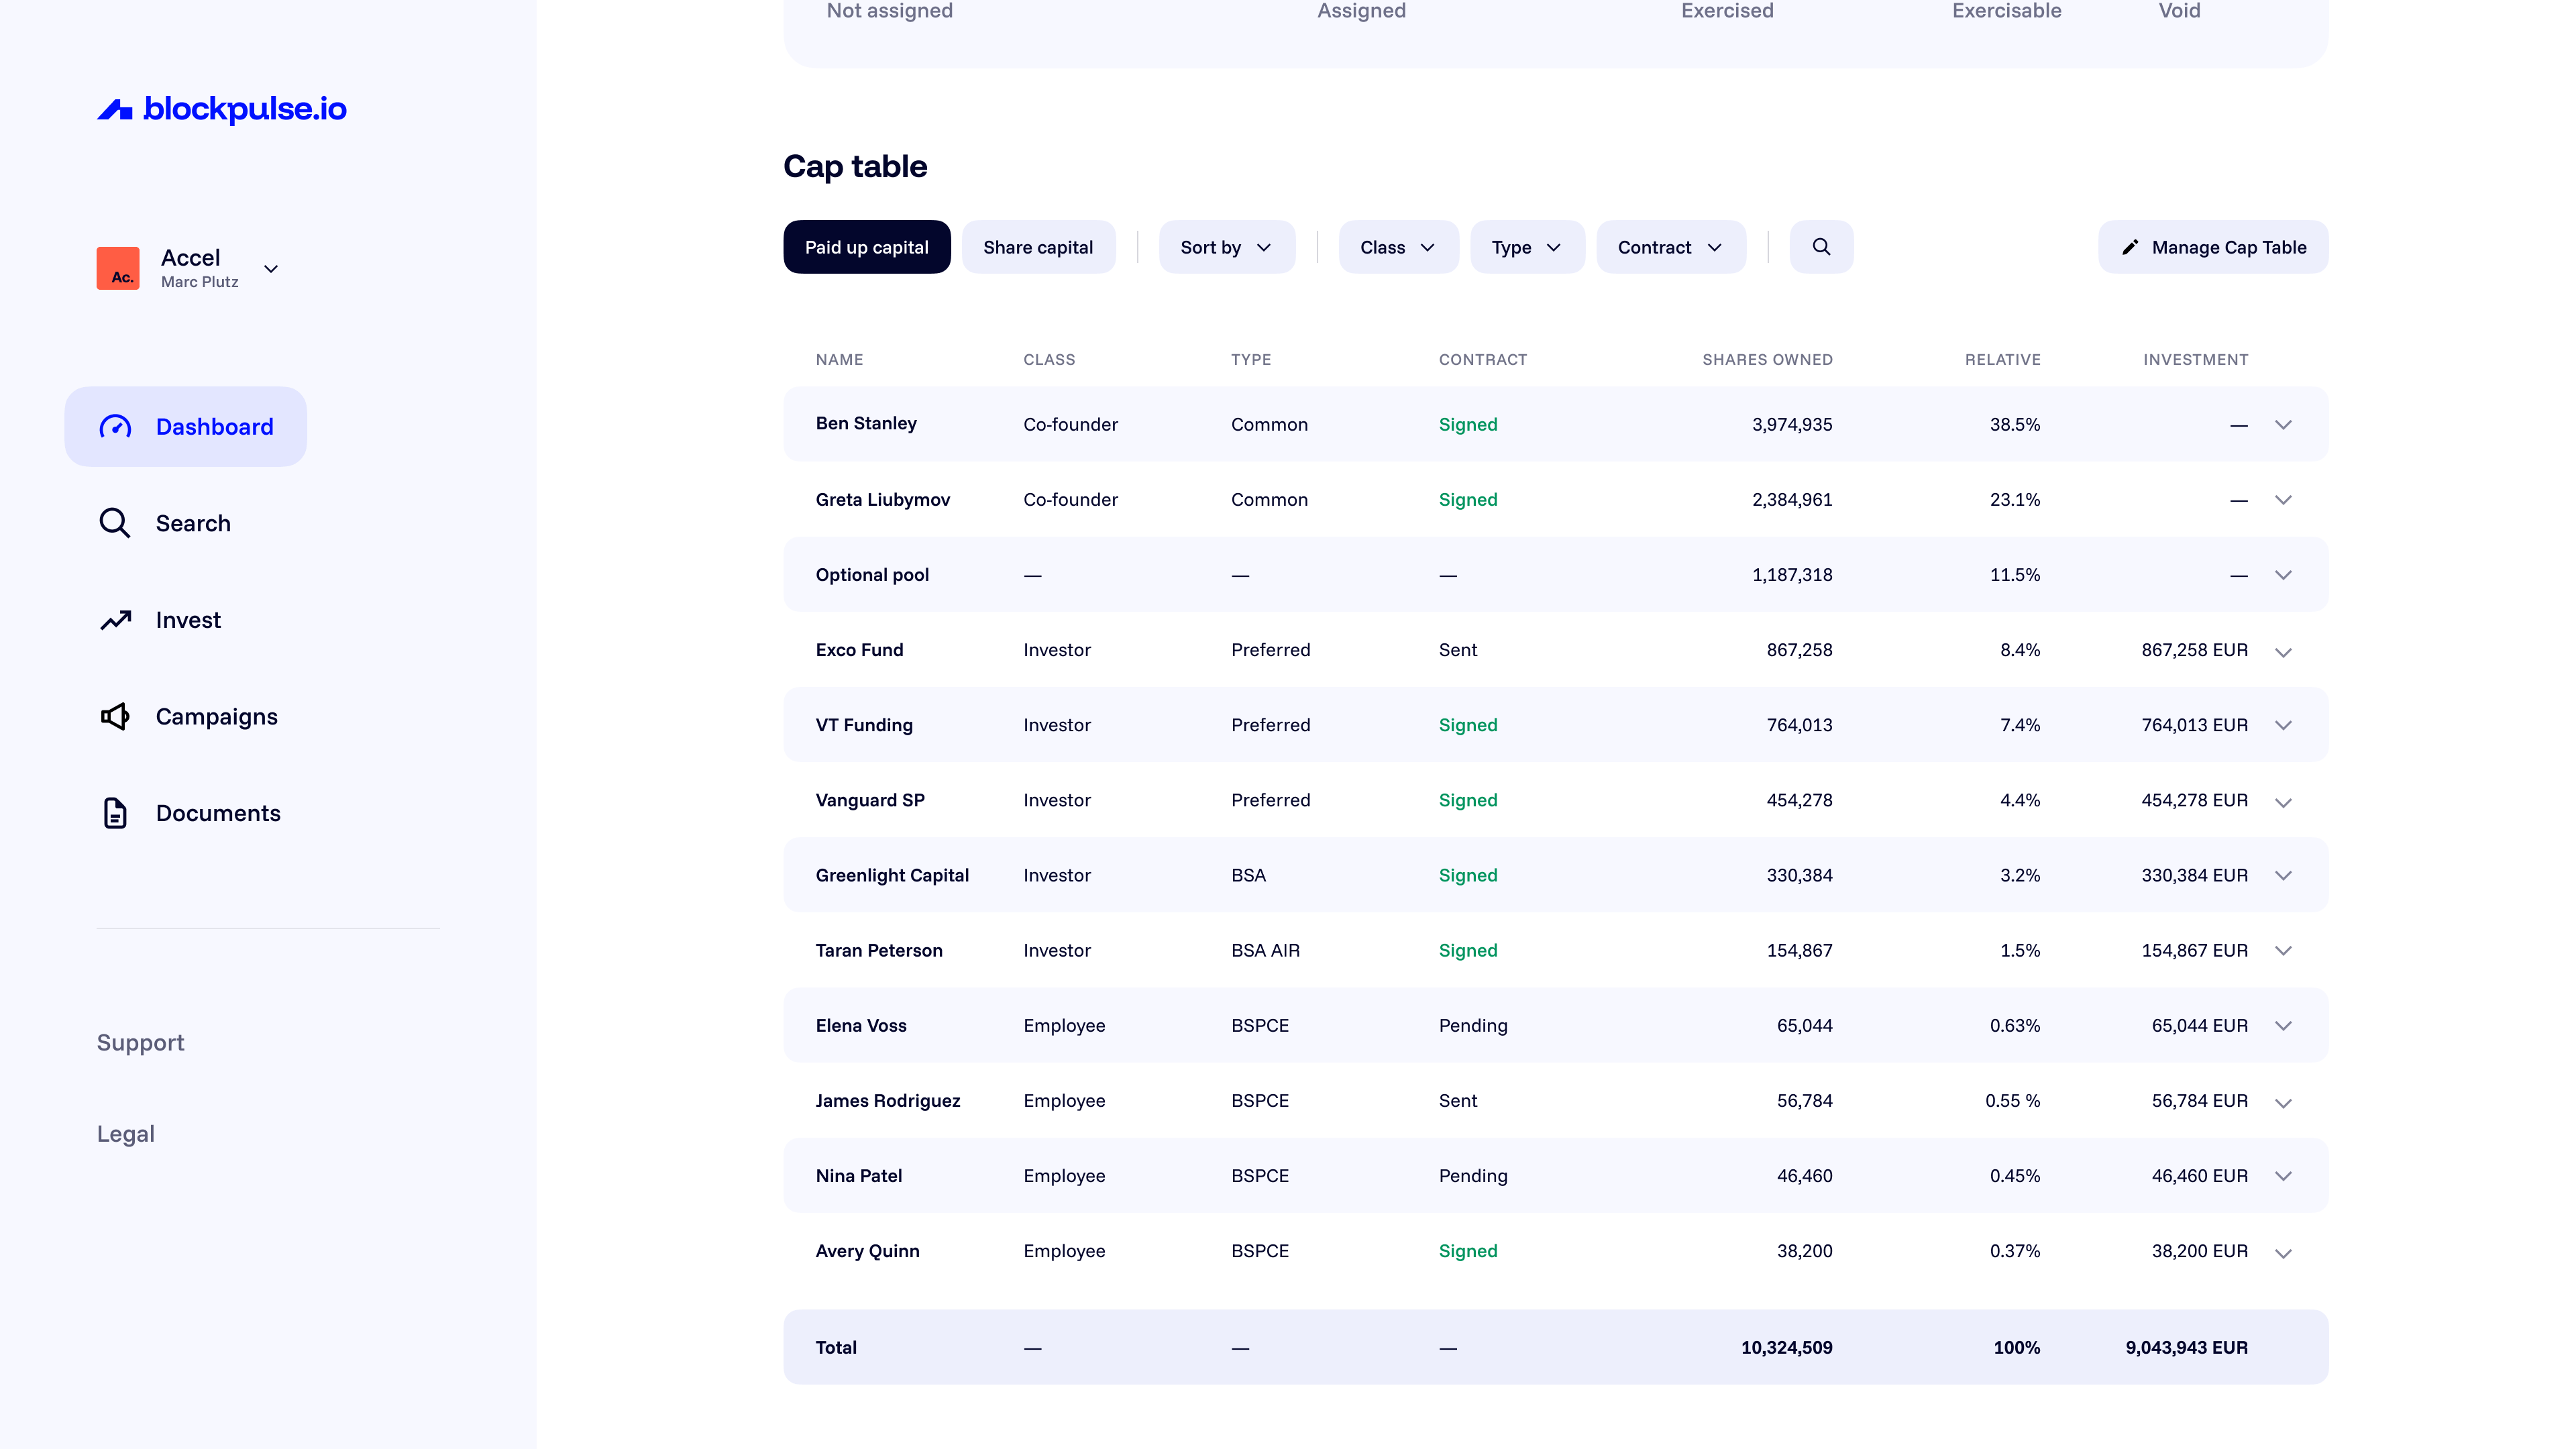 Not assigned Assigned Exercised Exercisable Void
blockpulse.io
Ac. Accel
Marc Plutz
Dashboard
Search
Invest
Campaigns
Documents
Support
Legal
Cap table
Paid up capital Share capital Sort by Class Type Contract Manage Cap Table
NAME CLASS TYPE CONTRACT SHARES OWNED RELATIVE INVESTMENT
Ben Stanley Co-founder Common Signed 3,974,935 38.5% —
Greta Liubymov Co-founder Common Signed 2,384,961 23.1% —
Optional pool — — — 1,187,318 11.5% —
Exco Fund Investor Preferred Sent 867,258 8.4% 867,258 EUR
VT Funding Investor Preferred Signed 764,013 7.4% 764,013 EUR
Vanguard SP Investor Preferred Signed 454,278 4.4% 454,278 EUR
Greenlight Capital Investor BSA Signed 330,384 3.2% 330,384 EUR
Taran Peterson Investor BSA AIR Signed 154,867 1.5% 154,867 EUR
Elena Voss Employee BSPCE Pending 65,044 0.63% 65,044 EUR
James Rodriguez Employee BSPCE Sent 56,784 0.55 % 56,784 EUR
Nina Patel Employee BSPCE Pending 46,460 0.45% 46,460 EUR
Avery Quinn Employee BSPCE Signed 38,200 0.37% 38,200 EUR
Total — — — 10,324,509 100% 9,043,943 EUR